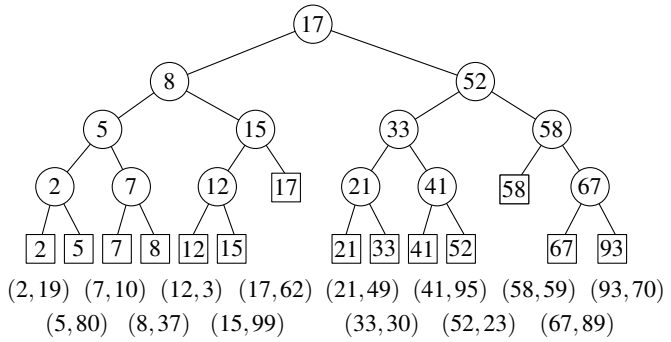 17
8 52
5 15 33 58
2 7 12 17 21 41 58 67
2 5 7 8 12 15 21 33 41 52 67 93
(2,19) (7,10) (12,3) (17,62) (21,49) (41,95) (58,59) (93,70)
(5,80) (8,37) (15,99) (33,30) (52,23) (67,89)